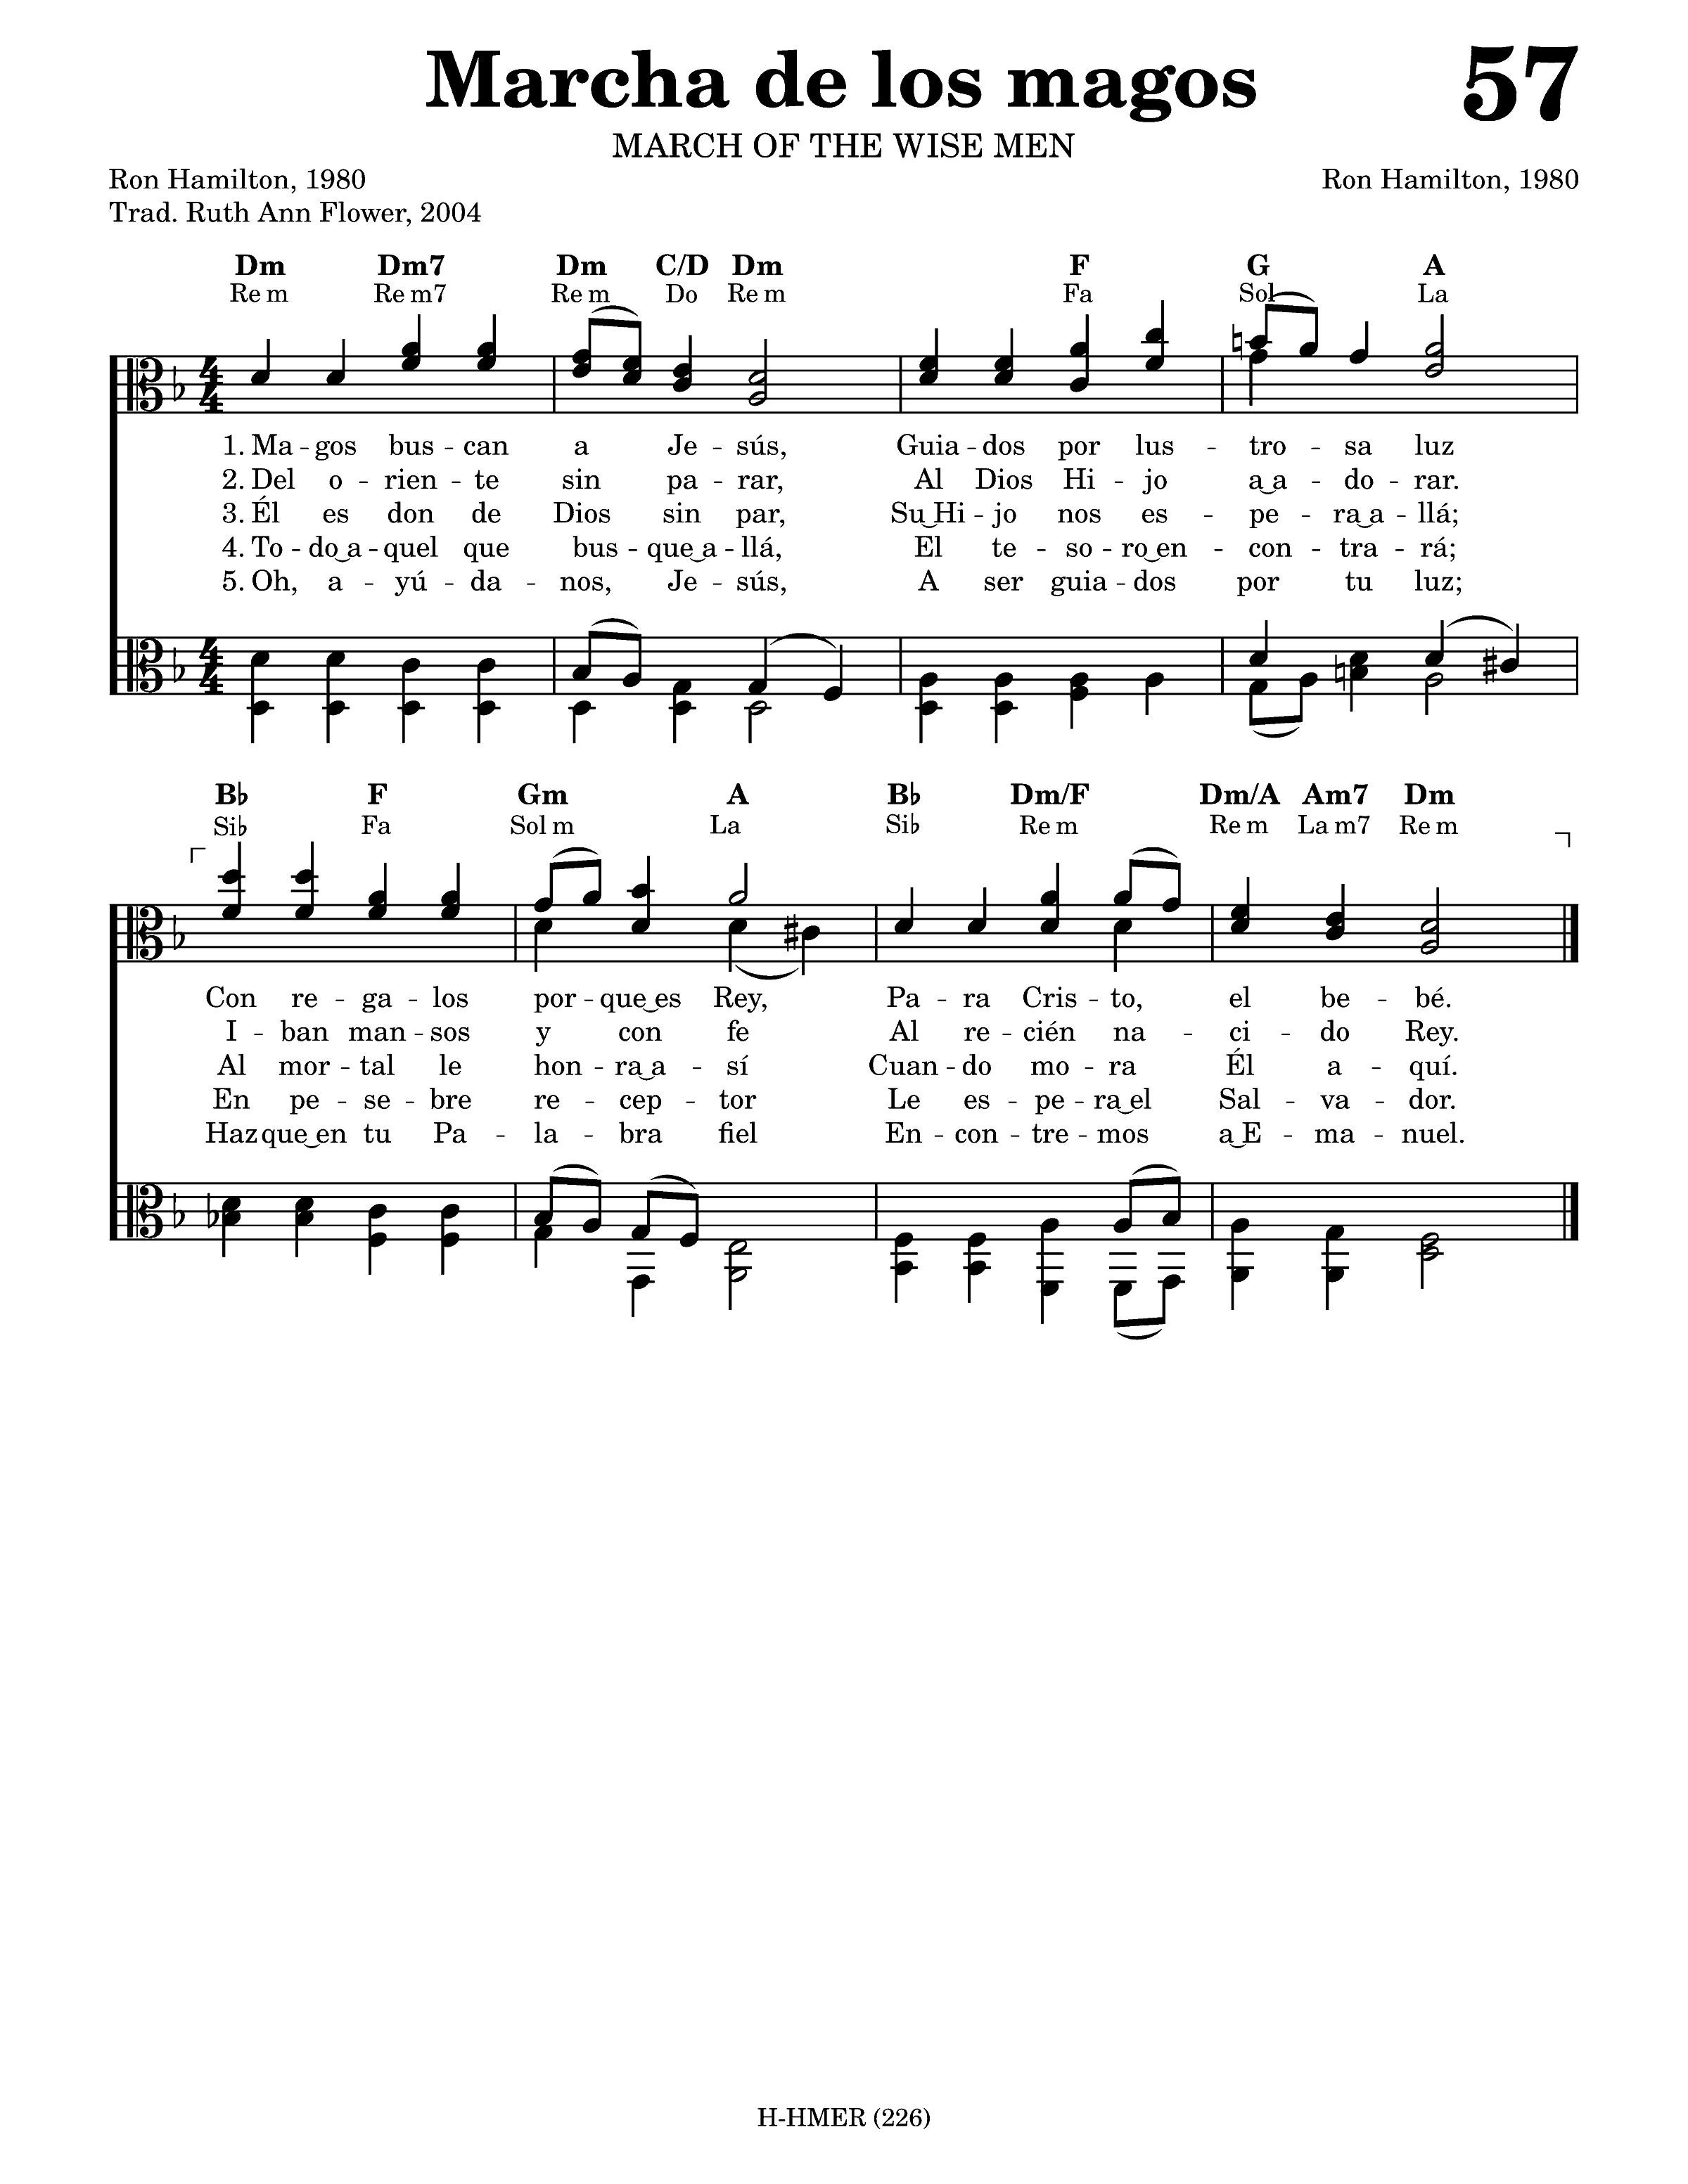 Marcha de los magos 57
MARCH OF THE WISE MEN
Ron Hamilton, 1980 Ron Hamilton, 1980
Trad. Ruth Ann Flower, 2004
Dm Dm7 Dm C/D Dm F G A
Re m Re m7 Re m Do Re m Fa Sol La
1. Ma -- gos bus -- can a Je -- sús, Guia -- dos por lus -- tro -- sa luz
2. Del o -- rien -- te sin pa -- rar, Al Dios Hi -- jo a‿a -- do -- rar.
3. Él es don de Dios sin par, Su‿Hi -- jo nos es -- pe -- ra‿a -- llá;
4. To -- do‿a -- quel que bus -- que‿a -- llá, El te -- so -- ro‿en -- con -- tra -- rá;
5. Oh, a -- yú -- da -- nos, Je -- sús, A ser guia -- dos por tu luz;
B♭ F Gm A B♭ Dm/F Dm/A Am7 Dm
Si♭ Fa Sol m La Si♭ Re m Re m La m7 Re m
Con re -- ga -- los por -- que‿es Rey, Pa -- ra Cris -- to, el be -- bé.
I -- ban man -- sos y con fe Al re -- cién na -- ci -- do Rey.
Al mor -- tal le hon -- ra‿a -- sí Cuan -- do mo -- ra Él a -- quí.
En pe -- se -- bre re -- cep -- tor Le es -- pe -- ra‿el Sal -- va -- dor.
Haz que‿en tu Pa -- la -- bra fiel En -- con -- tre -- mos a‿E -- ma -- nuel.
H-HMER (226)